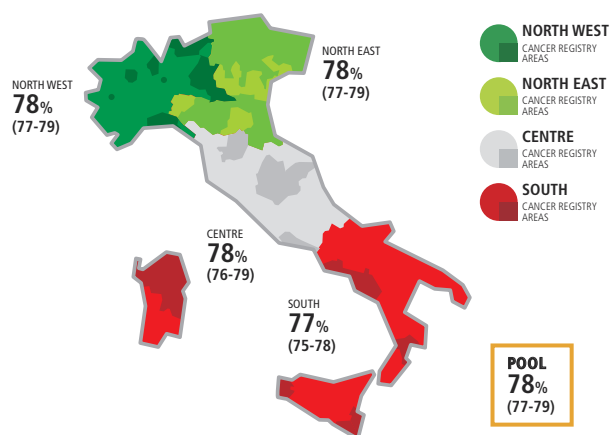 NORTH WEST
78%
(77-79)
NORTH EAST
78%
(77-79)
CENTRE
78%
(76-79)
SOUTH
77%
(75-78)
NORTH WEST
CANCER REGISTRY
AREAS
NORTH EAST
CANCER REGISTRY
AREAS
CENTRE
CANCER REGISTRY
AREAS
SOUTH
CANCER REGISTRY
AREAS
POOL
78%
(77-79)